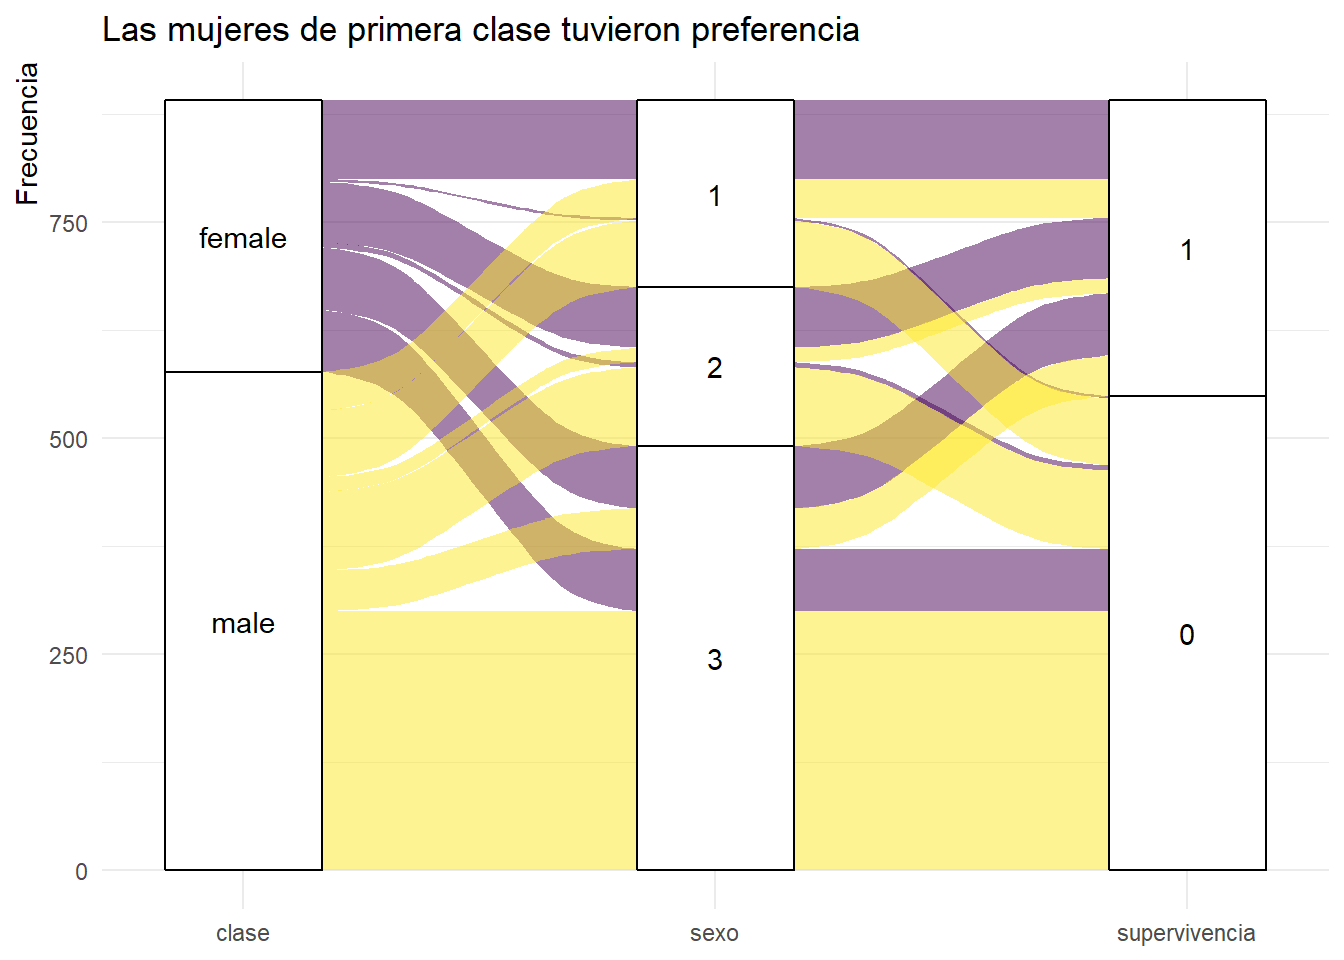 Las mujeres de primera clase tuvieron preferencia
Frecuencia
750
500
250
0
female
male
1
2
3
1
0
clase
sexo
supervivencia